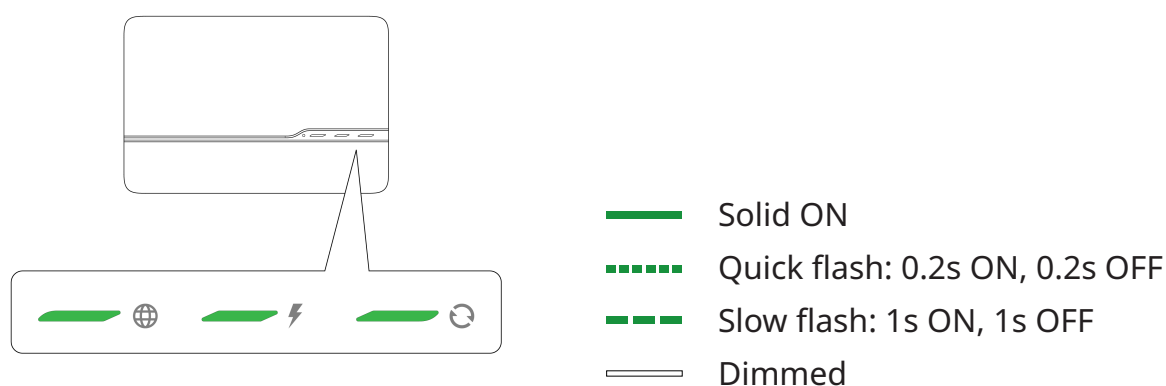 Solid ON
Quick flash: 0.2s ON, 0.2s OFF
Slow flash: 1s ON, 1s OFF
Dimmed